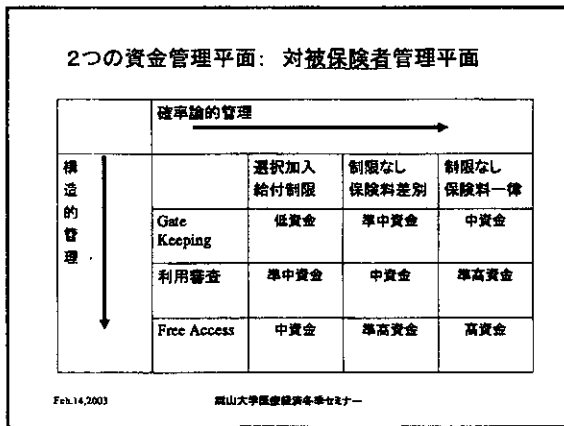 2つの資金管理平面: 対被保険者管理平面
確率論的管理
構造的管理
選択加入 制限なし 制限なし
給付制限 保険料差別 保険料一律
Gate Keeping 低資金 準中資金 中資金
利用審査 準中資金 中資金 準高資金
Free Access 中資金 準高資金 高資金
Feb.14,2003 山大学医療経済冬季セミナー